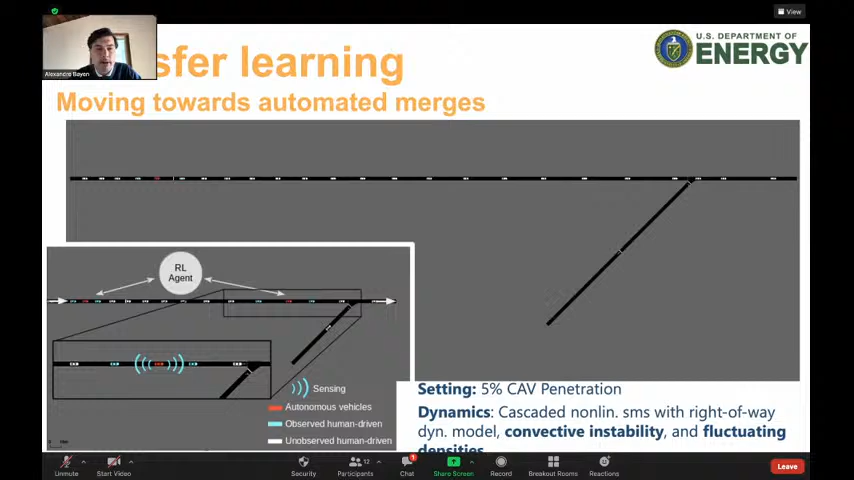 View
Alexandre Bayen
sfer learning
Moving towards automated merges
U.S. DEPARTMENT OF
ENERGY
RL
Agent
Sensing
Autonomous vehicles
Observed human-driven
Unobserved human-driven
Setting: 5% CAV Penetration
Dynamics: Cascaded nonlin. sms with right-of-way
dyn. model, convective instability, and fluctuating
densities
Unmute
Start Video
Security
Participants
12
Chat
1
Share Screen
Record
Breakout Rooms
Reactions
Leave